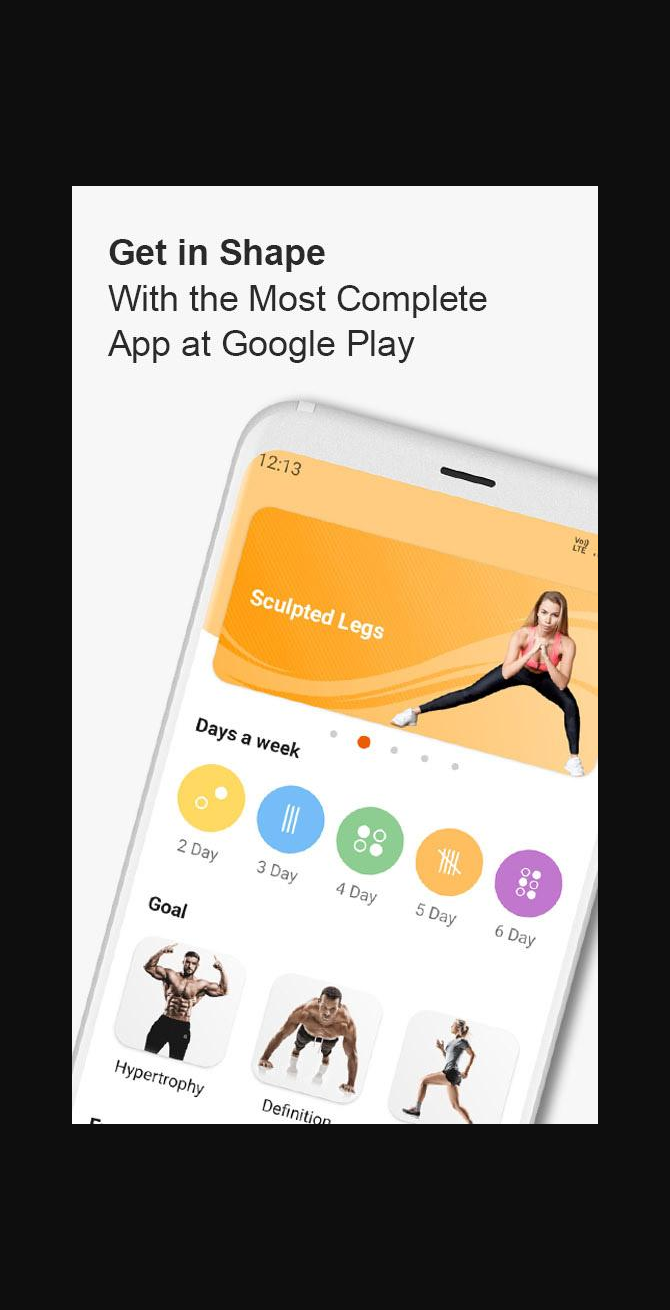 Get in Shape
With the Most Complete
App at Google Play
12:13
Vo))
LTE
Sculpted Legs
Days a week
2 Day
3 Day
4 Day
5 Day
6 Day
Goal
Hypertrophy
Definition